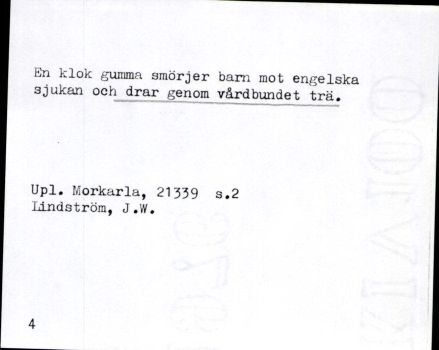 En klok gumma smörjer barn mot engelska
sjukan och drar genom vårdbundet trä.
Upl. Morkarla, 21339 s.2
Lindström, J.W.
4